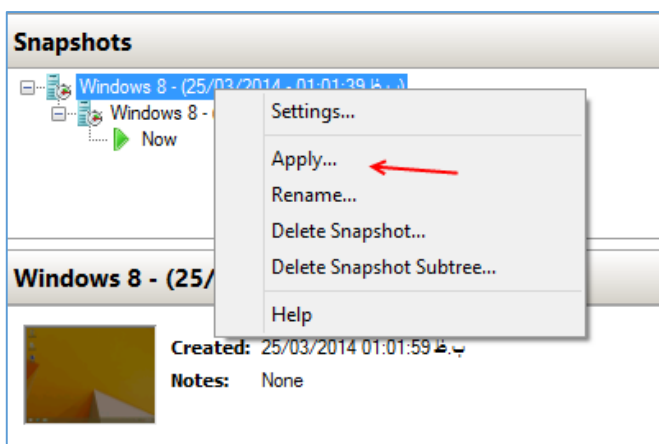 Snapshots
Windows 8 - (25/03/2014 - 01:01:39 ب.ظ)
Windows 8 - (
Now
Settings...
Apply...
Rename...
Delete Snapshot...
Delete Snapshot Subtree...
Help
Windows 8 - (25/
Created: 25/03/2014 01:01:59 ب.ظ
Notes: None